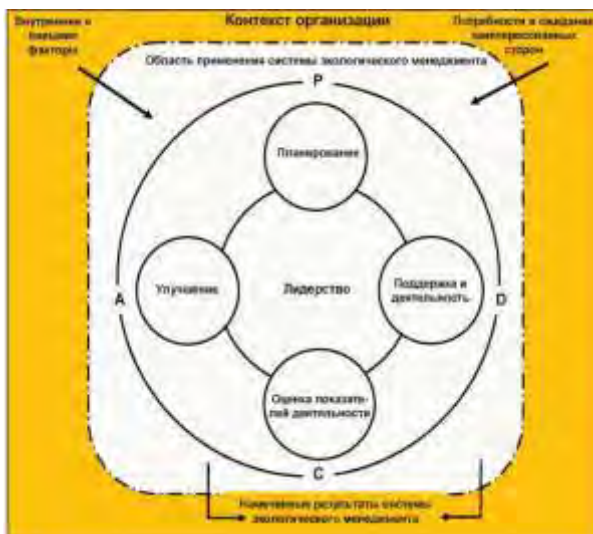 Внутренние и
внешние
факторы
Контекст организации
Потребности и ожидания
заинтересованных
сторон
Область применения системы экологического менеджмента
P
Планирование
A
Улучшение
Лидерство
Поддержка и
деятельность
D
Оценка показате-
лей деятельности
C
Намеченные результаты системы
экологического менеджмента